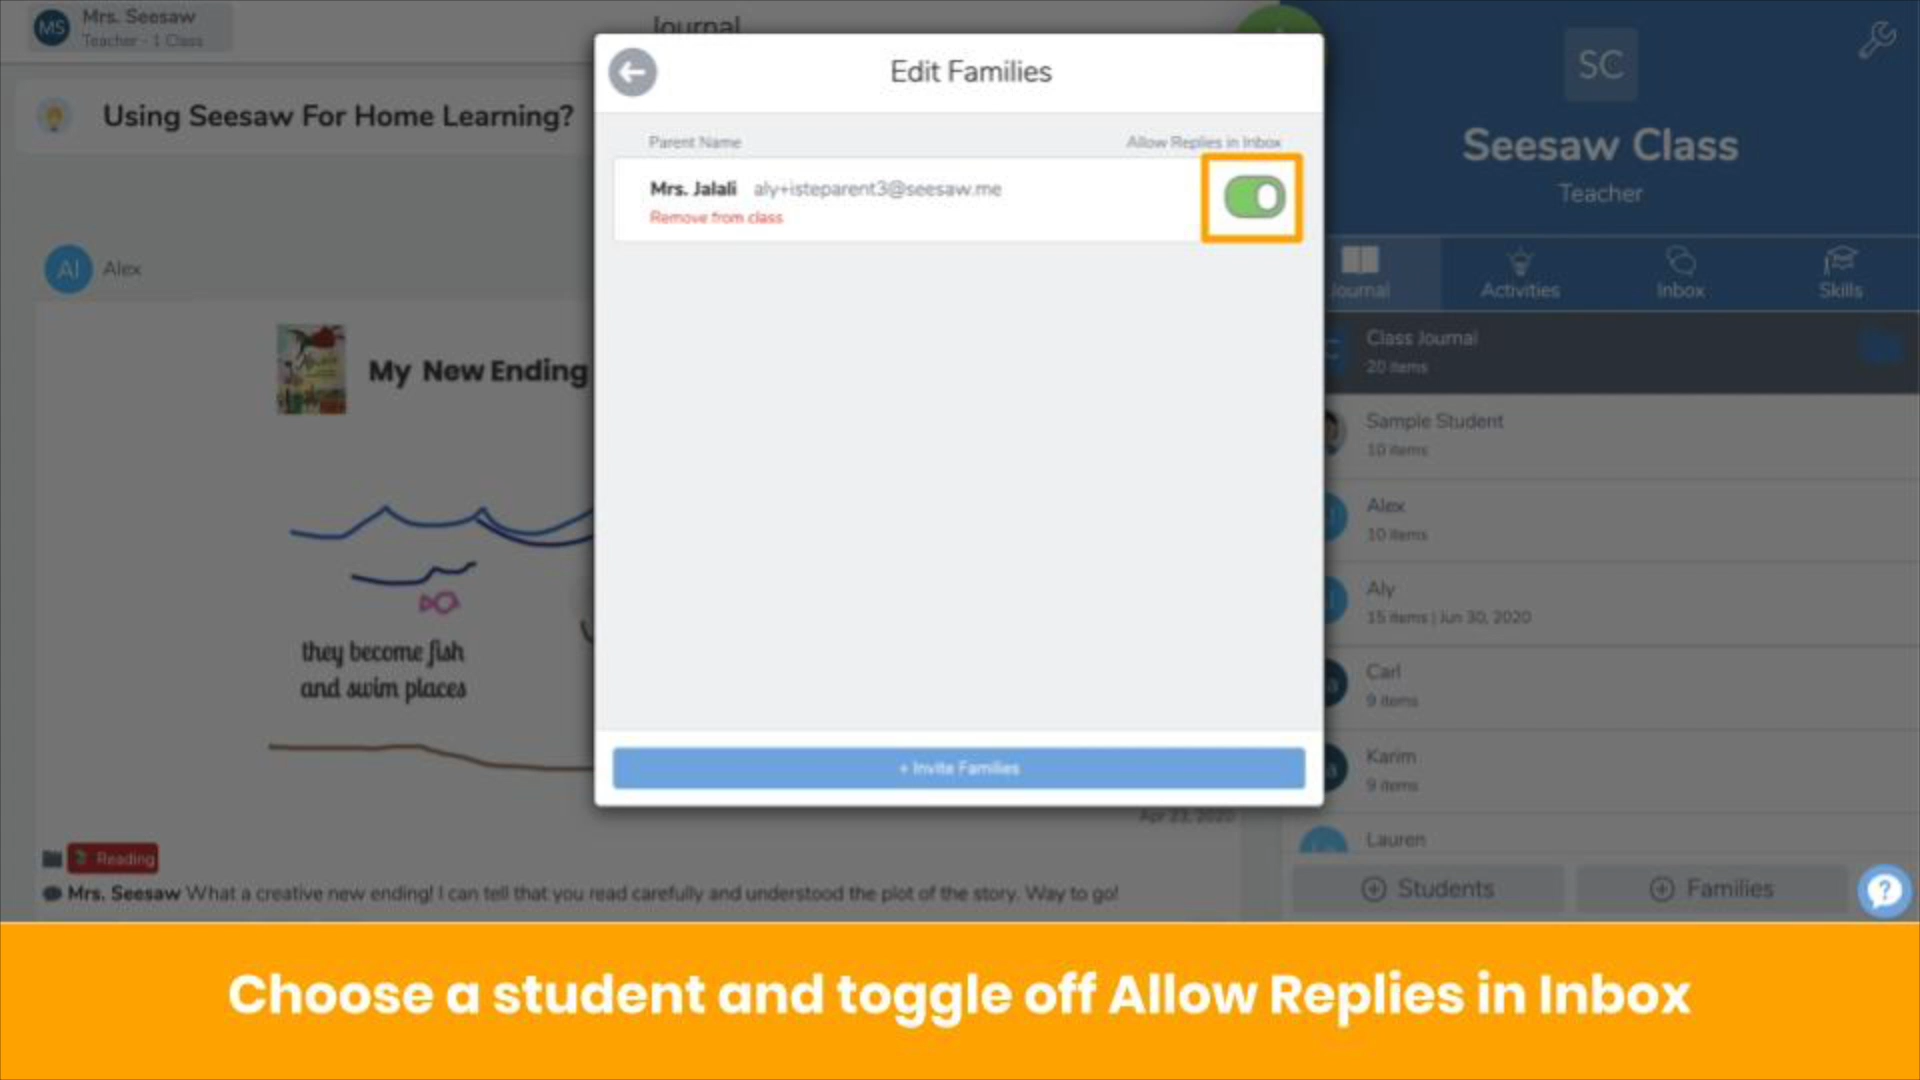 MS
Mrs. Seesaw
Teacher - 1 Class
Journal
Using Seesaw For Home Learning?
Al
Alex
My New Ending
they become fish
and swim places
Apr 23, 2020
Reading
Mrs. Seesaw What a creative new ending! I can tell that you read carefully and understood the plot of the story. Way to go!
Edit Families
Parent Name
Allow Replies in Inbox
Mrs. Jalali aly+isteparent3@seesaw.me
Remove from class
+ Invite Families
SC
Seesaw Class
Teacher
Journal
Activities
Inbox
Skills
Class Journal
20 items
Sample Student
10 items
Alex
10 items
Aly
15 items | Jun 30, 2020
Carl
9 items
Karim
9 items
Lauren
Students
Families
?
Choose a student and toggle off Allow Replies in Inbox